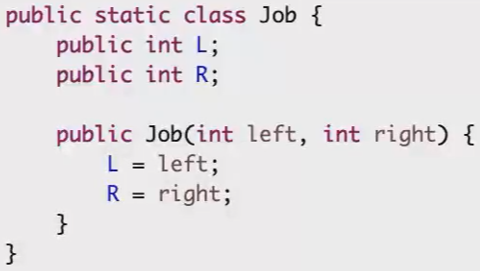 public static class Job {
    public int L;
    public int R;

    public Job(int left, int right) {
        L = left;
        R = right;
    }
}